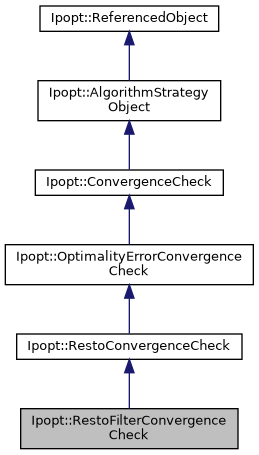 Ipopt::ReferencedObject
Ipopt::AlgorithmStrategy
Object
Ipopt::ConvergenceCheck
Ipopt::OptimalityErrorConvergence
Check
Ipopt::RestoConvergenceCheck
Ipopt::RestoFilterConvergence
Check